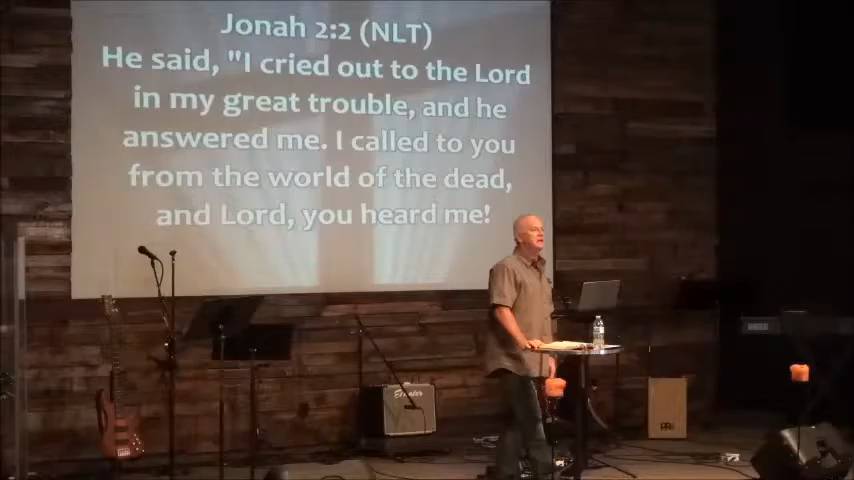 Jonah 2:2 (NLT)
He said, "I cried out to the Lord
in my great trouble, and he
answered me. I called to you
from the world of the dead,
and Lord, you heard me!